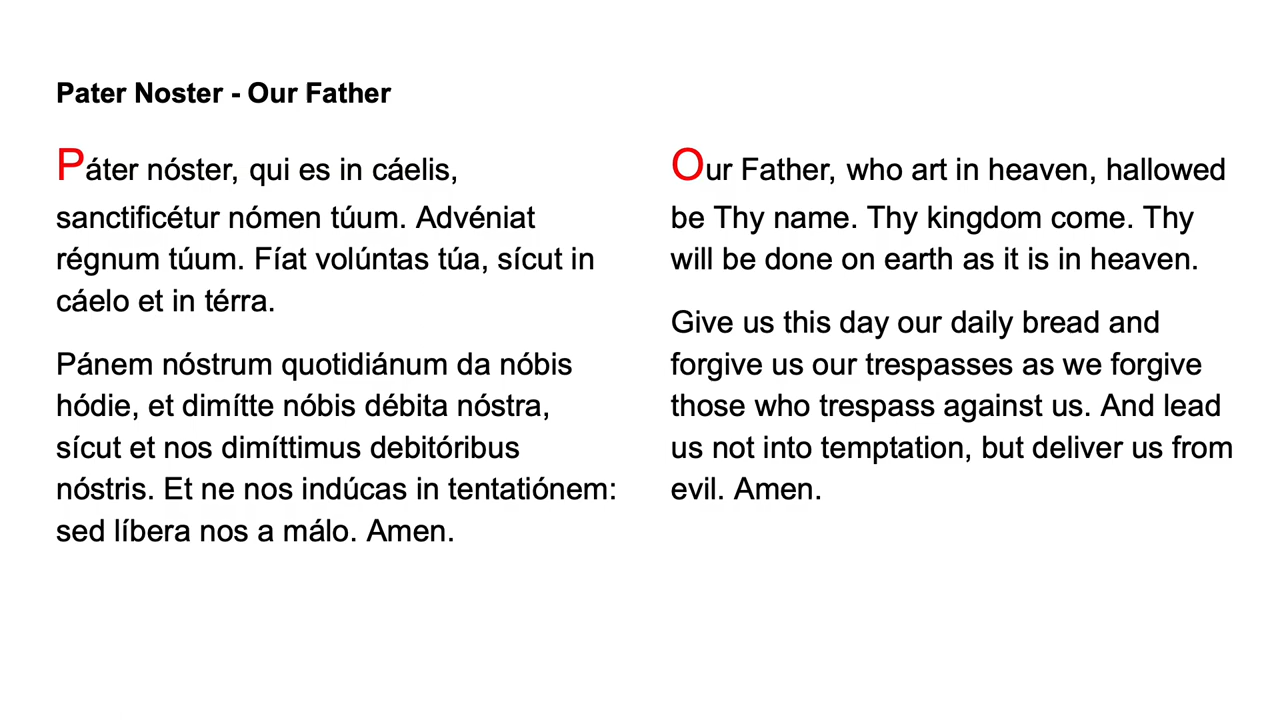 Pater Noster - Our Father
Páter nóster, qui es in cáelis,
sanctificétur nómen túum. Advéniat
régnum túum. Fíat volúntas túa, sícut in
cáelo et in térra.
Pánem nóstrum quotidiánum da nóbis
hódie, et dimítte nóbis débita nóstra,
sícut et nos dimíttimus debitóribus
nóstris. Et ne nos indúcas in tentatiónem:
sed líbera nos a málo. Amen.
Our Father, who art in heaven, hallowed
be Thy name. Thy kingdom come. Thy
will be done on earth as it is in heaven.
Give us this day our daily bread and
forgive us our trespasses as we forgive
those who trespass against us. And lead
us not into temptation, but deliver us from
evil. Amen.